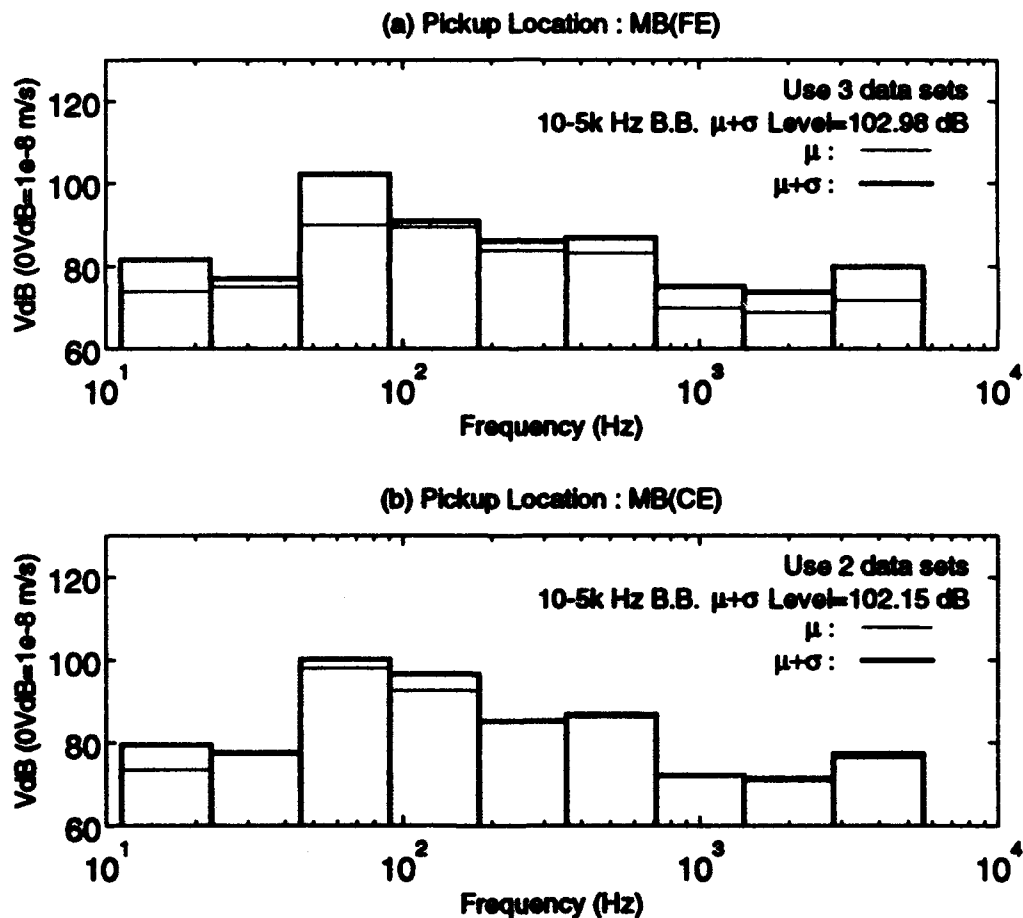 (a) Pickup Location : MB(FE)
VdB (0VdB=1e-8 m/s)
120
100
80
60
Use 3 data sets
10-5k Hz B.B. μ+σ Level=102.98 dB
μ :
μ+σ :
10¹ 10² 10³ 10⁴
Frequency (Hz)
(b) Pickup Location : MB(CE)
VdB (0VdB=1e-8 m/s)
120
100
80
60
Use 2 data sets
10-5k Hz B.B. μ+σ Level=102.15 dB
μ :
μ+σ :
10¹ 10² 10³ 10⁴
Frequency (Hz)